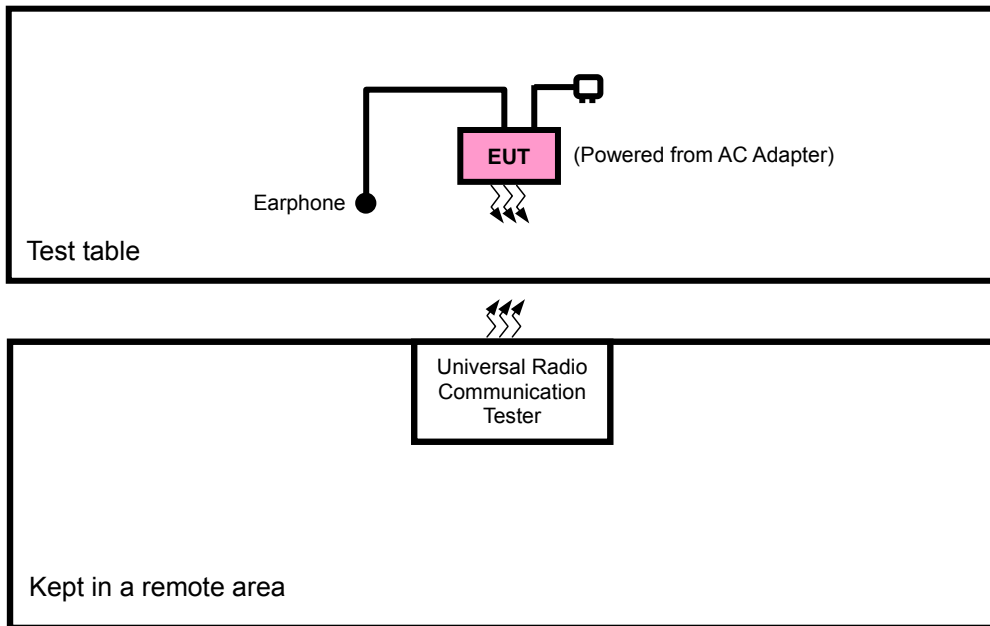 EUT
(Powered from AC Adapter)
Earphone
Test table
Universal Radio
Communication
Tester
Kept in a remote area